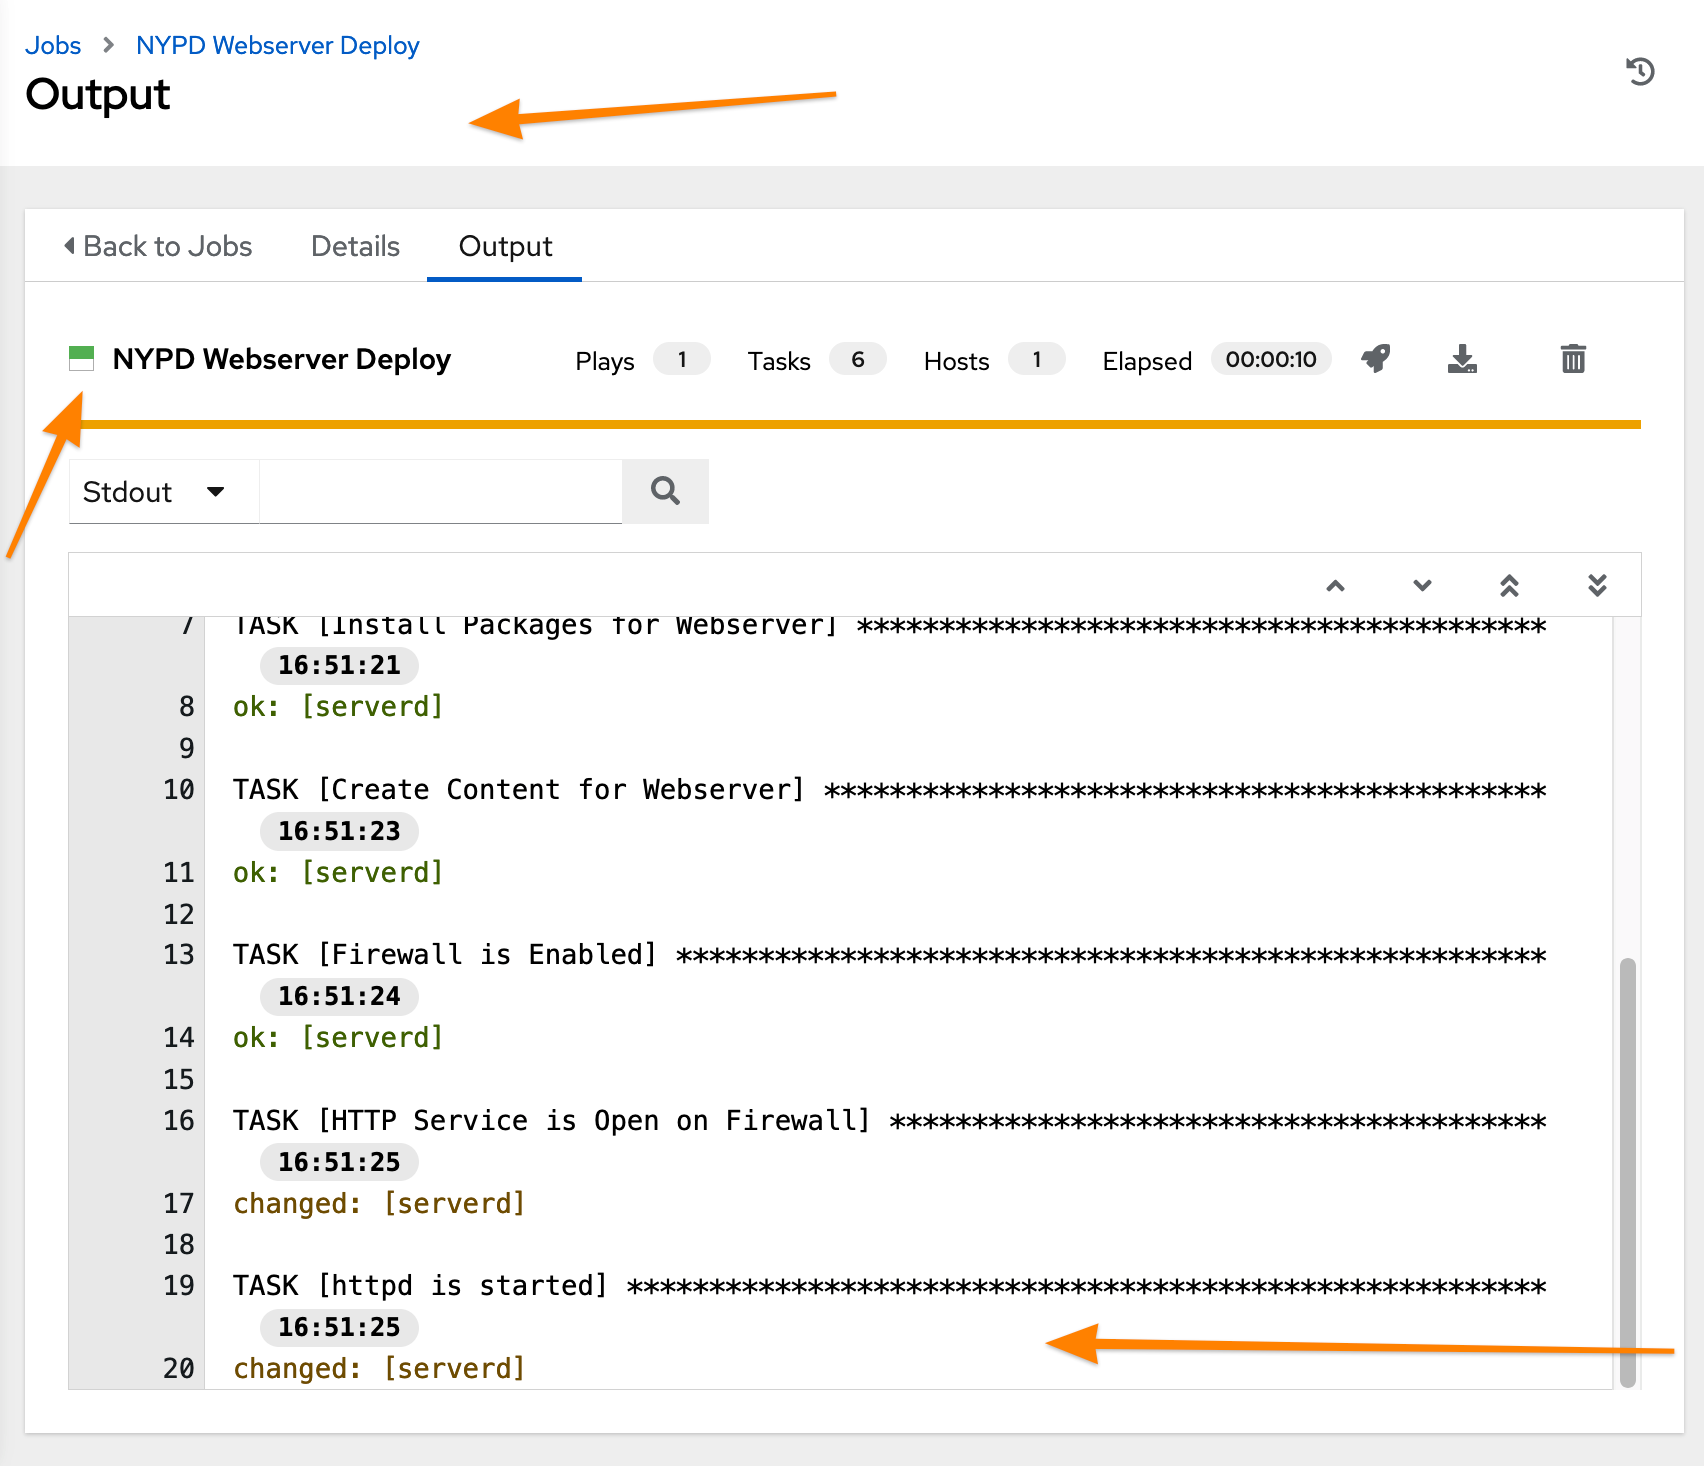 Jobs > NYPD Webserver Deploy
Output
Back to Jobs Details Output
NYPD Webserver Deploy Plays 1 Tasks 6 Hosts 1 Elapsed 00:00:10
Stdout
7 TASK [Install Packages for Webserver] ******************************************
16:51:21
8 ok: [serverd]
9
10 TASK [Create Content for Webserver] ********************************************
16:51:23
11 ok: [serverd]
12
13 TASK [Firewall is Enabled] *****************************************************
16:51:24
14 ok: [serverd]
15
16 TASK [HTTP Service is Open on Firewall] ****************************************
16:51:25
17 changed: [serverd]
18
19 TASK [httpd is started] ********************************************************
16:51:25
20 changed: [serverd]